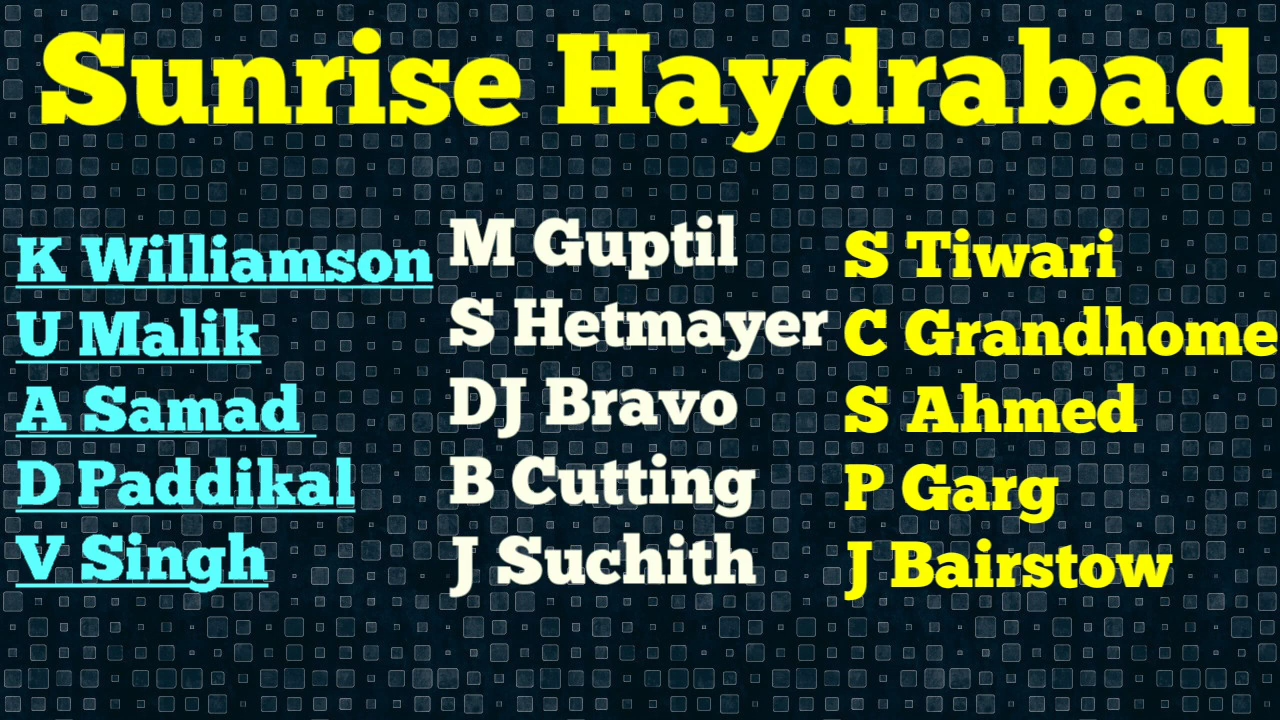 Sunrise Haydrabad
K Williamson
U Malik
A Samad
D Paddikal
V Singh
M Guptil
S Hetmayer
DJ Bravo
B Cutting
J Suchith
S Tiwari
C Grandhome
S Ahmed
P Garg
J Bairstow